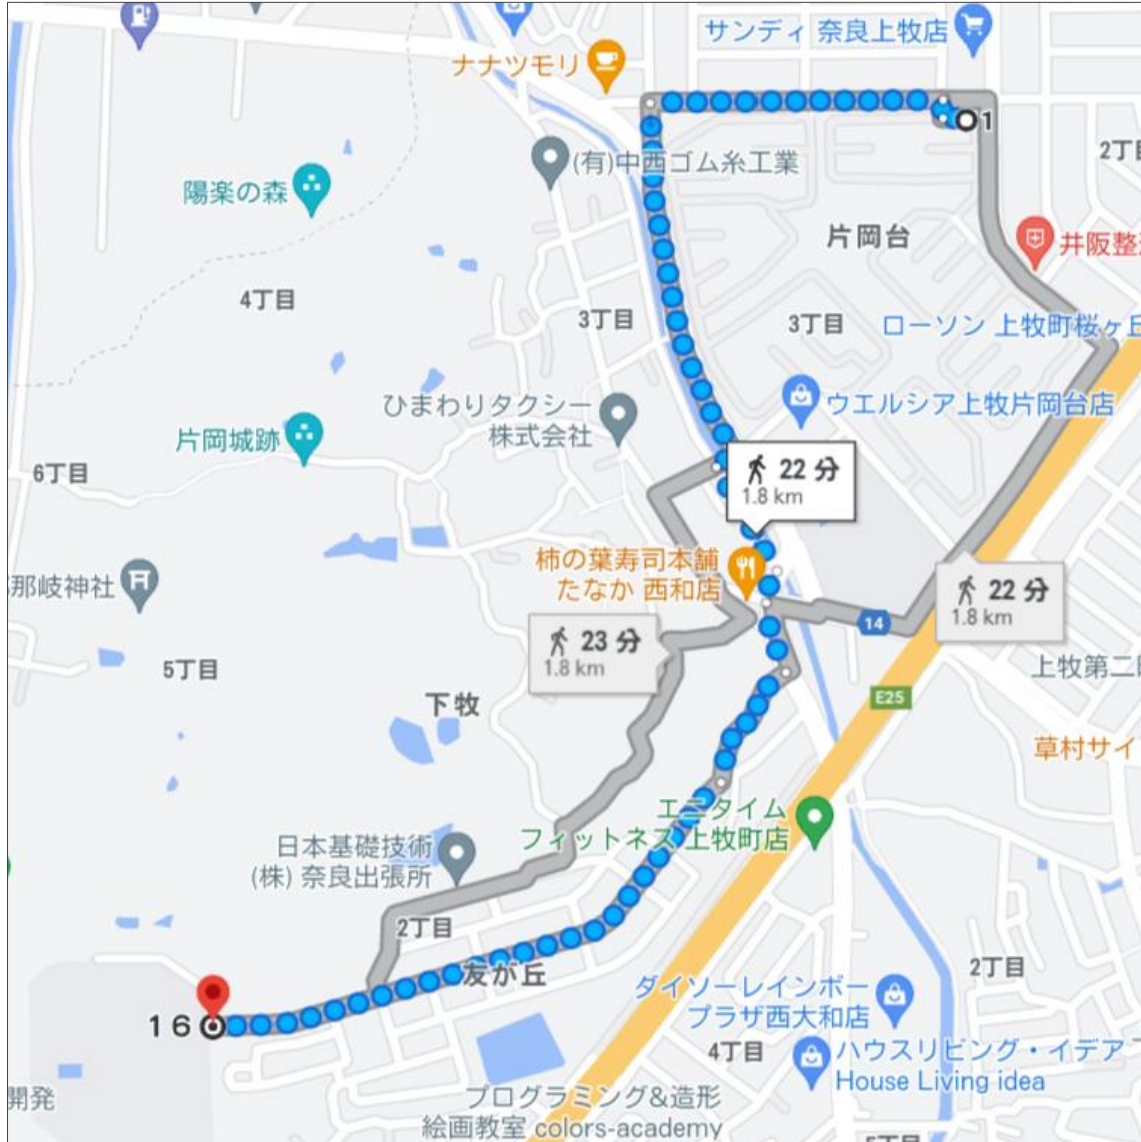 サンディ 奈良上牧店
ナナツモリ
1
2丁目
(有)中西ゴム糸工業
陽楽の森
片岡台
井阪整
4丁目
3丁目
3丁目
ローソン 上牧町桜ヶ丘
ひまわりタクシー
株式会社
ウエルシア上牧片岡台店
片岡城跡
6丁目
22 分
1.8 km
柿の葉寿司本舗
たなか 西和店
那岐神社
22 分
1.8 km
14
23 分
1.8 km
5丁目
上牧第二
下牧
E25
草村サイ
エニタイム
フィットネス 上牧町店
日本基礎技術
(株) 奈良出張所
2丁目
友が丘
2丁目
ダイソーレインボー
プラザ西大和店
16
4丁目
ハウスリビング・イデア
House Living idea
開発
プログラミング&造形
絵画教室 colors-academy
5丁目